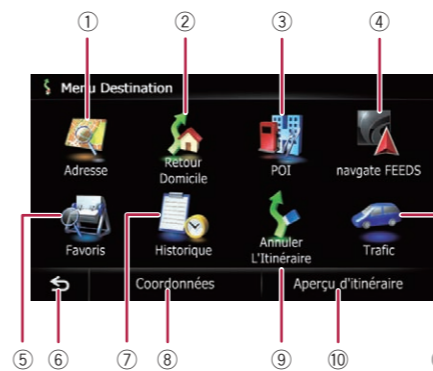 ① ② ③ ④
Menu Destination
Adresse
Retour
Domicile
POI
navgate FEEDS
Favoris
Historique
Annuler
L'Itinéraire
Trafic
Coordonnées
Aperçu d'itinéraire
⑤ ⑥ ⑦ ⑧ ⑨ ⑩